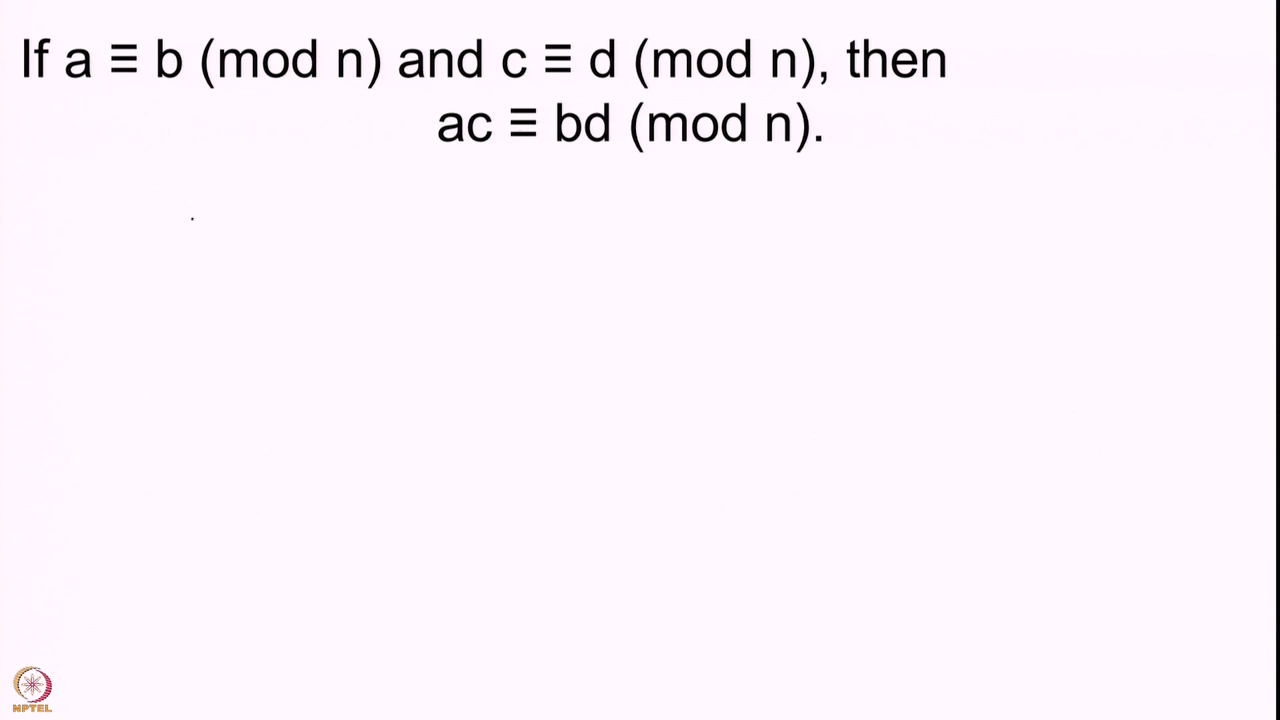 If a ≡ b (mod n) and c ≡ d (mod n), then
ac ≡ bd (mod n).
NPTEL